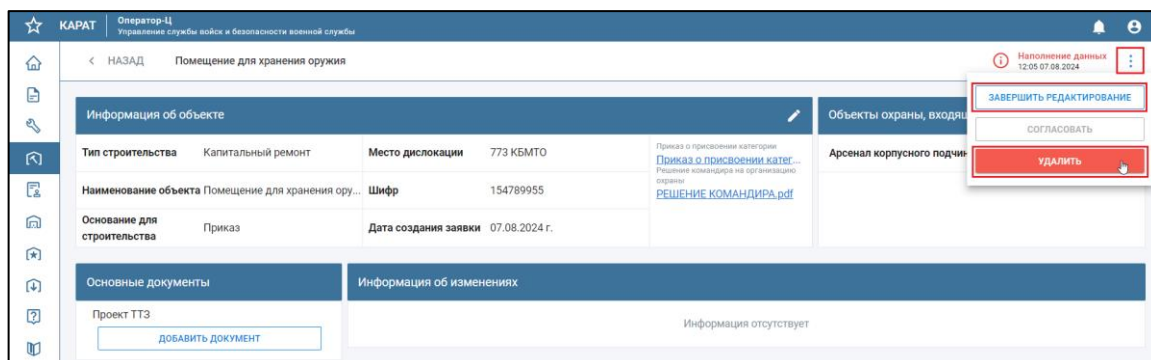 КАРАТ
Оператор-Ц
Управление службы войск и безопасности военной службы
НАЗАД
Помещение для хранения оружия
Наполнение данных
12:05 07.08.2024
ЗАВЕРШИТЬ РЕДАКТИРОВАНИЕ
СОГЛАСОВАТЬ
УДАЛИТЬ
Информация об объекте
Объекты охраны, входящ
Тип строительства Капитальный ремонт
Место дислокации 773 КБМТО
Приказ о присвоении категории
Приказ о присвоении катег...
Решение командира на организацию
охраны
РЕШЕНИЕ КОМАНДИРА.pdf
Арсенал корпусного подчин
Наименование объекта Помещение для хранения ору...
Шифр 154789955
Основание для
строительства
Приказ
Дата создания заявки 07.08.2024 г.
Основные документы
Информация об изменениях
Проект ТТЗ
ДОБАВИТЬ ДОКУМЕНТ
Информация отсутствует